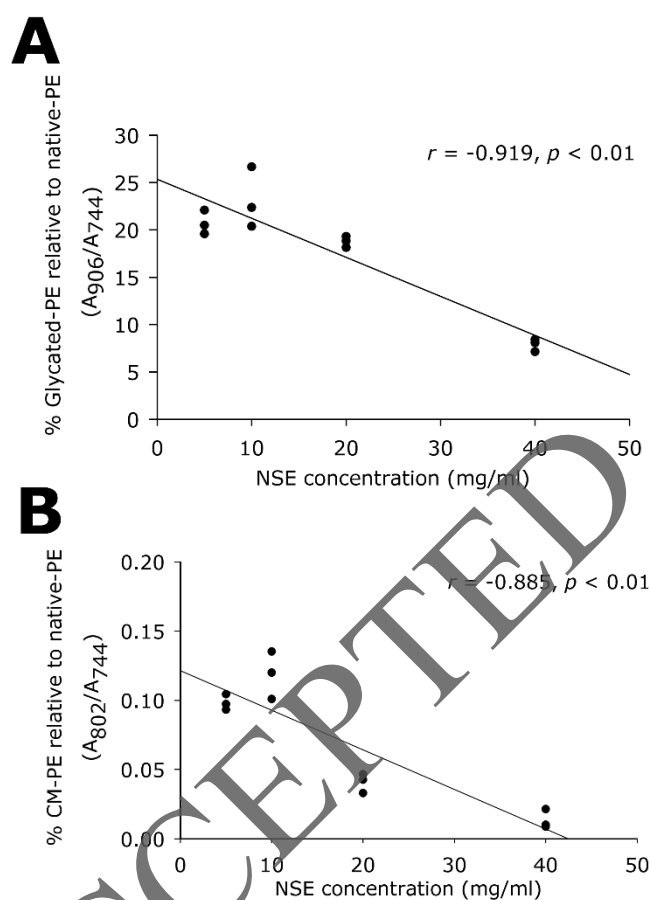 A
% Glycated-PE relative to native-PE
(A906/A744)
30
25
20
15
10
5
0
r = -0.919, p < 0.01
0 10 20 30 40 50
NSE concentration (mg/ml)
B
% CM-PE relative to native-PE
(A802/A744)
0.20
0.15
0.10
0.05
0.00
r = -0.885, p < 0.01
0 10 20 30 40 50
NSE concentration (mg/ml)
CEPTED